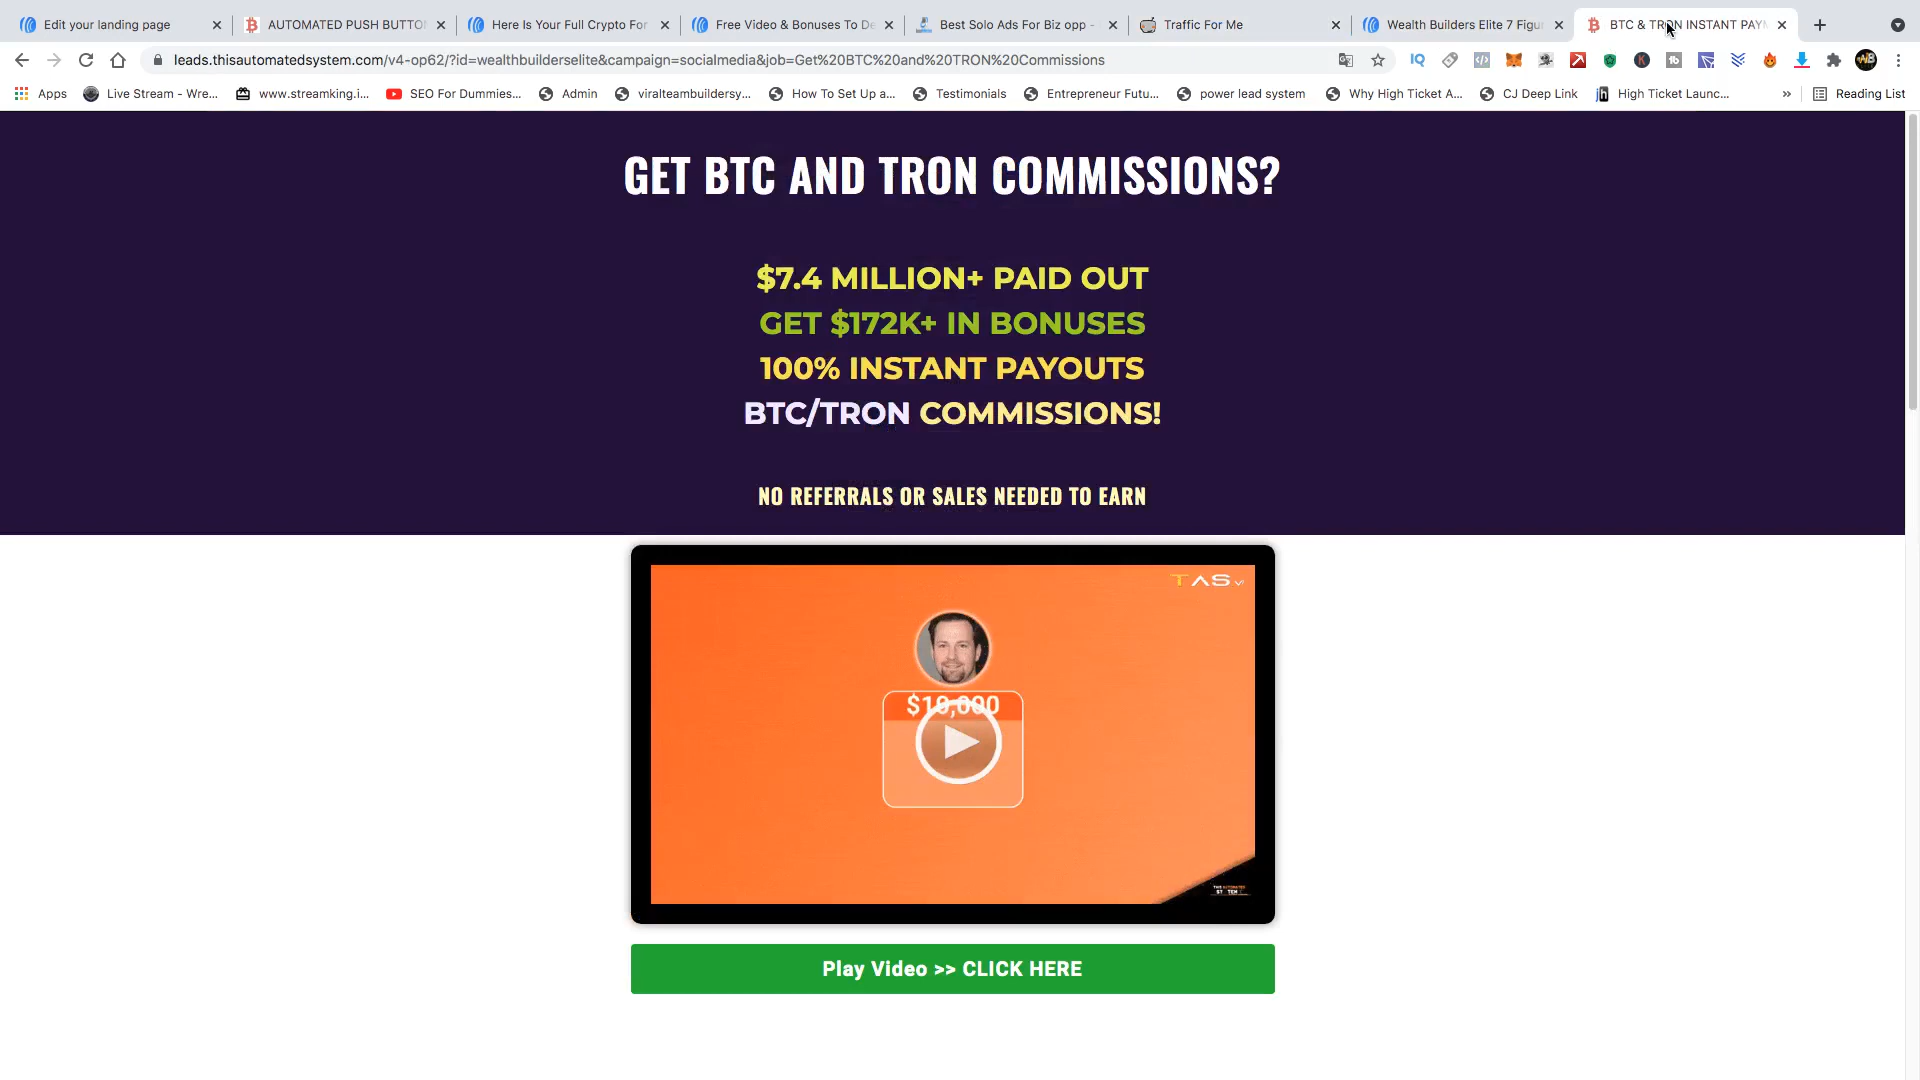 Edit your landing page
AUTOMATED PUSH BUTTO
Here Is Your Full Crypto For
Free Video & Bonuses To De
Best Solo Ads For Biz opp -
Traffic For Me
Wealth Builders Elite 7 Figu
BTC & TRON INSTANT PAYM
leads.thisautomatedsystem.com/v4-op62/?id=wealthbuilderselite&campaign=socialmedia&job=Get%20BTC%20and%20TRON%20Commissions
Apps
Live Stream - Wre...
www.streamking.i...
SEO For Dummies...
Admin
viralteambuildersy...
How To Set Up a...
Testimonials
Entrepreneur Futu...
power lead system
Why High Ticket A...
CJ Deep Link
High Ticket Launc...
»
Reading List
GET BTC AND TRON COMMISSIONS?
$7.4 MILLION+ PAID OUT
GET $172K+ IN BONUSES
100% INSTANT PAYOUTS
BTC/TRON COMMISSIONS!
NO REFERRALS OR SALES NEEDED TO EARN
TAS
$10,000
THIS AUTOMATED
Play Video >> CLICK HERE